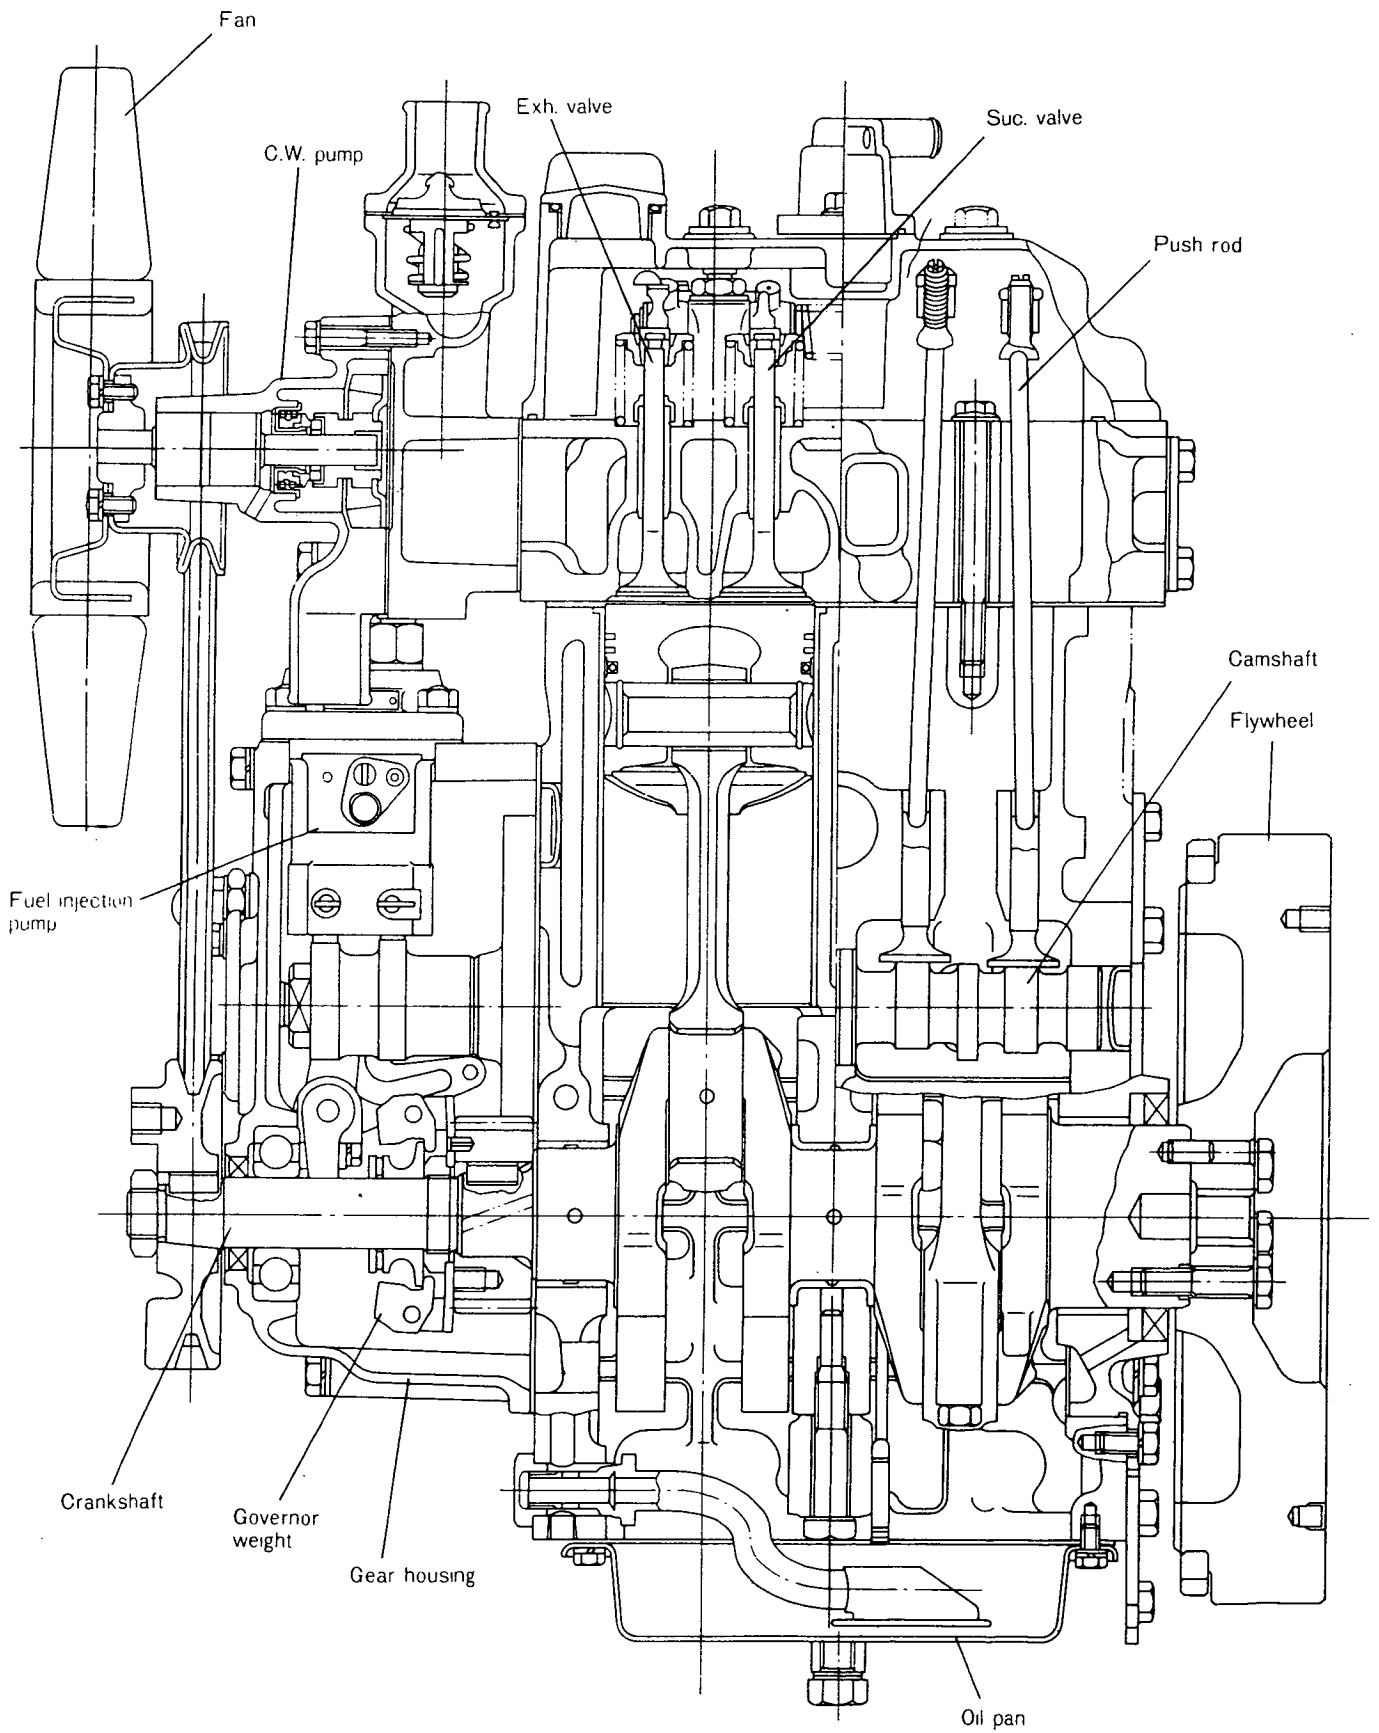 Fan
Exh. valve
Suc. valve
C.W. pump
Push rod
Camshaft
Flywheel
Fuel injection
pump
Crankshaft
Governor
weight
Gear housing
Oil pan